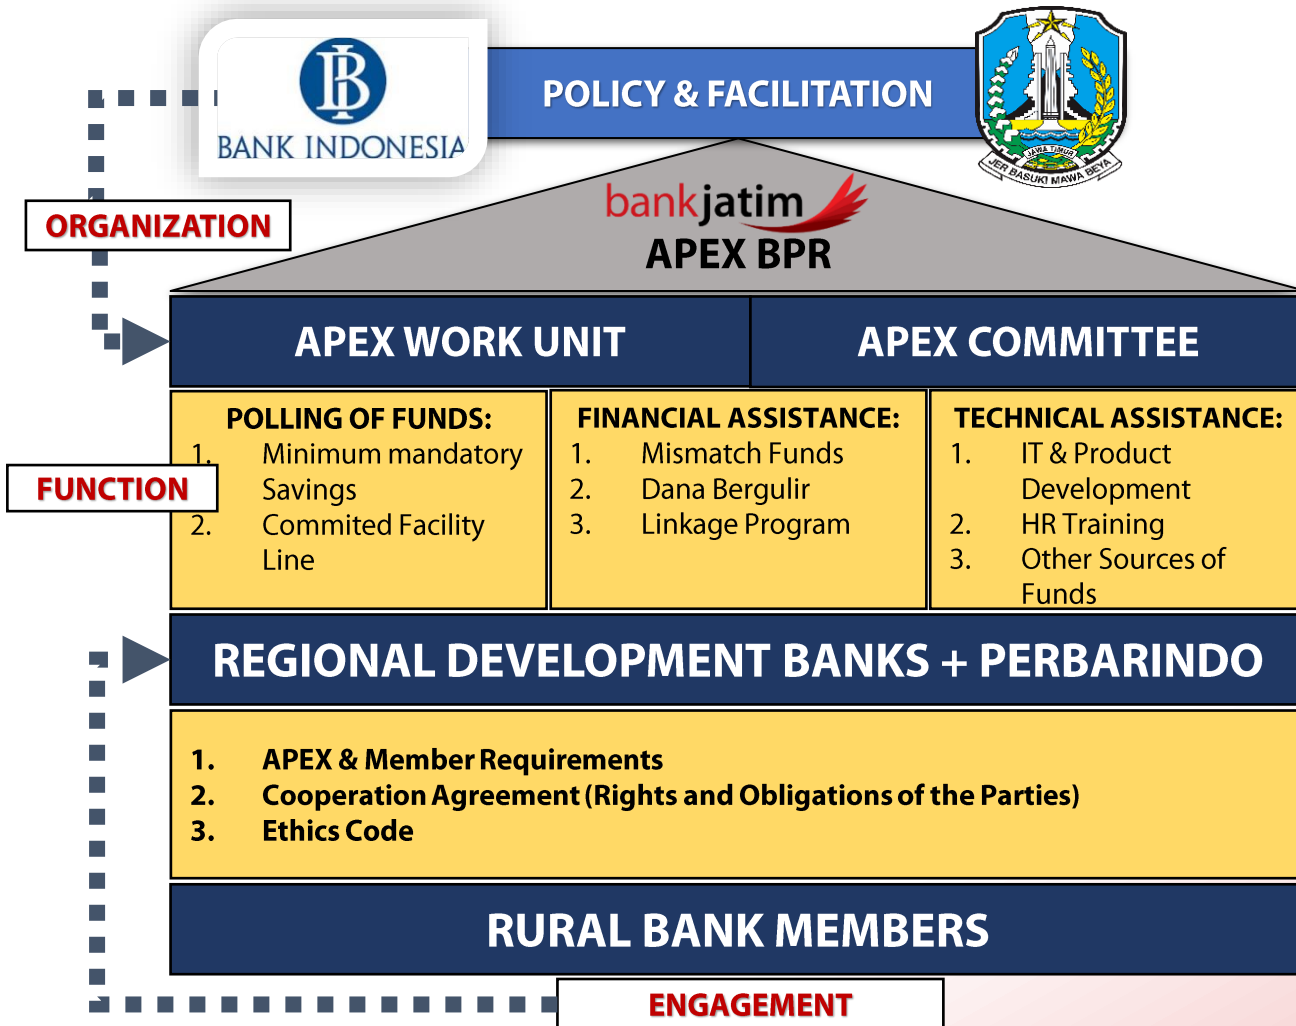 BANK INDONESIA
POLICY & FACILITATION
JAWA TIMUR
JER BASUKI MAWA BEYA
bankjatim
APEX BPR
ORGANIZATION
APEX WORK UNIT
APEX COMMITTEE
FUNCTION
POLLING OF FUNDS:
1. Minimum mandatory
Savings
2. Commited Facility
Line
FINANCIAL ASSISTANCE:
1. Mismatch Funds
2. Dana Bergulir
3. Linkage Program
TECHNICAL ASSISTANCE:
1. IT & Product
Development
2. HR Training
3. Other Sources of
Funds
REGIONAL DEVELOPMENT BANKS + PERBARINDO
1. APEX & Member Requirements
2. Cooperation Agreement (Rights and Obligations of the Parties)
3. Ethics Code
RURAL BANK MEMBERS
ENGAGEMENT